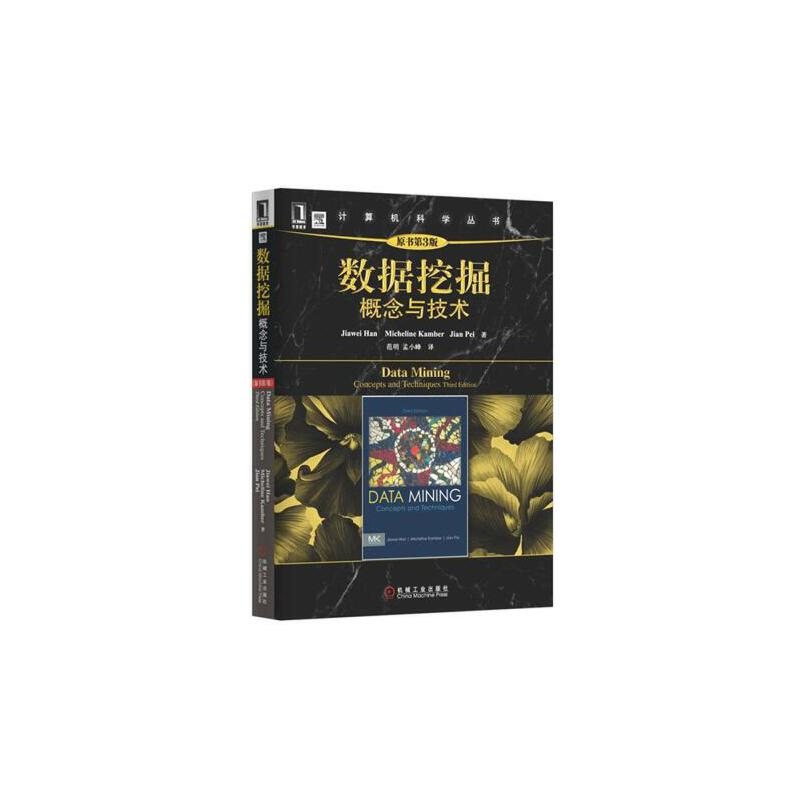 计算机科学丛书
原书第3版
数据挖掘
概念与技术
Jiawei Han Micheline Kamber Jian Pei 著
范明 孟小峰 译
Data Mining
Concepts and Techniques Third Edition
Third Edition
DATA MINING
Concepts and Techniques
MK
Jiawei Han | Micheline Kamber | Jian Pei
机械工业出版社
China Machine Press
数据挖掘
概念与技术
Data Mining
Concepts and Techniques
Third Edition
Jiawei Han
Micheline Kamber 著
Jian Pei
机械工业出版社
China Machine Press